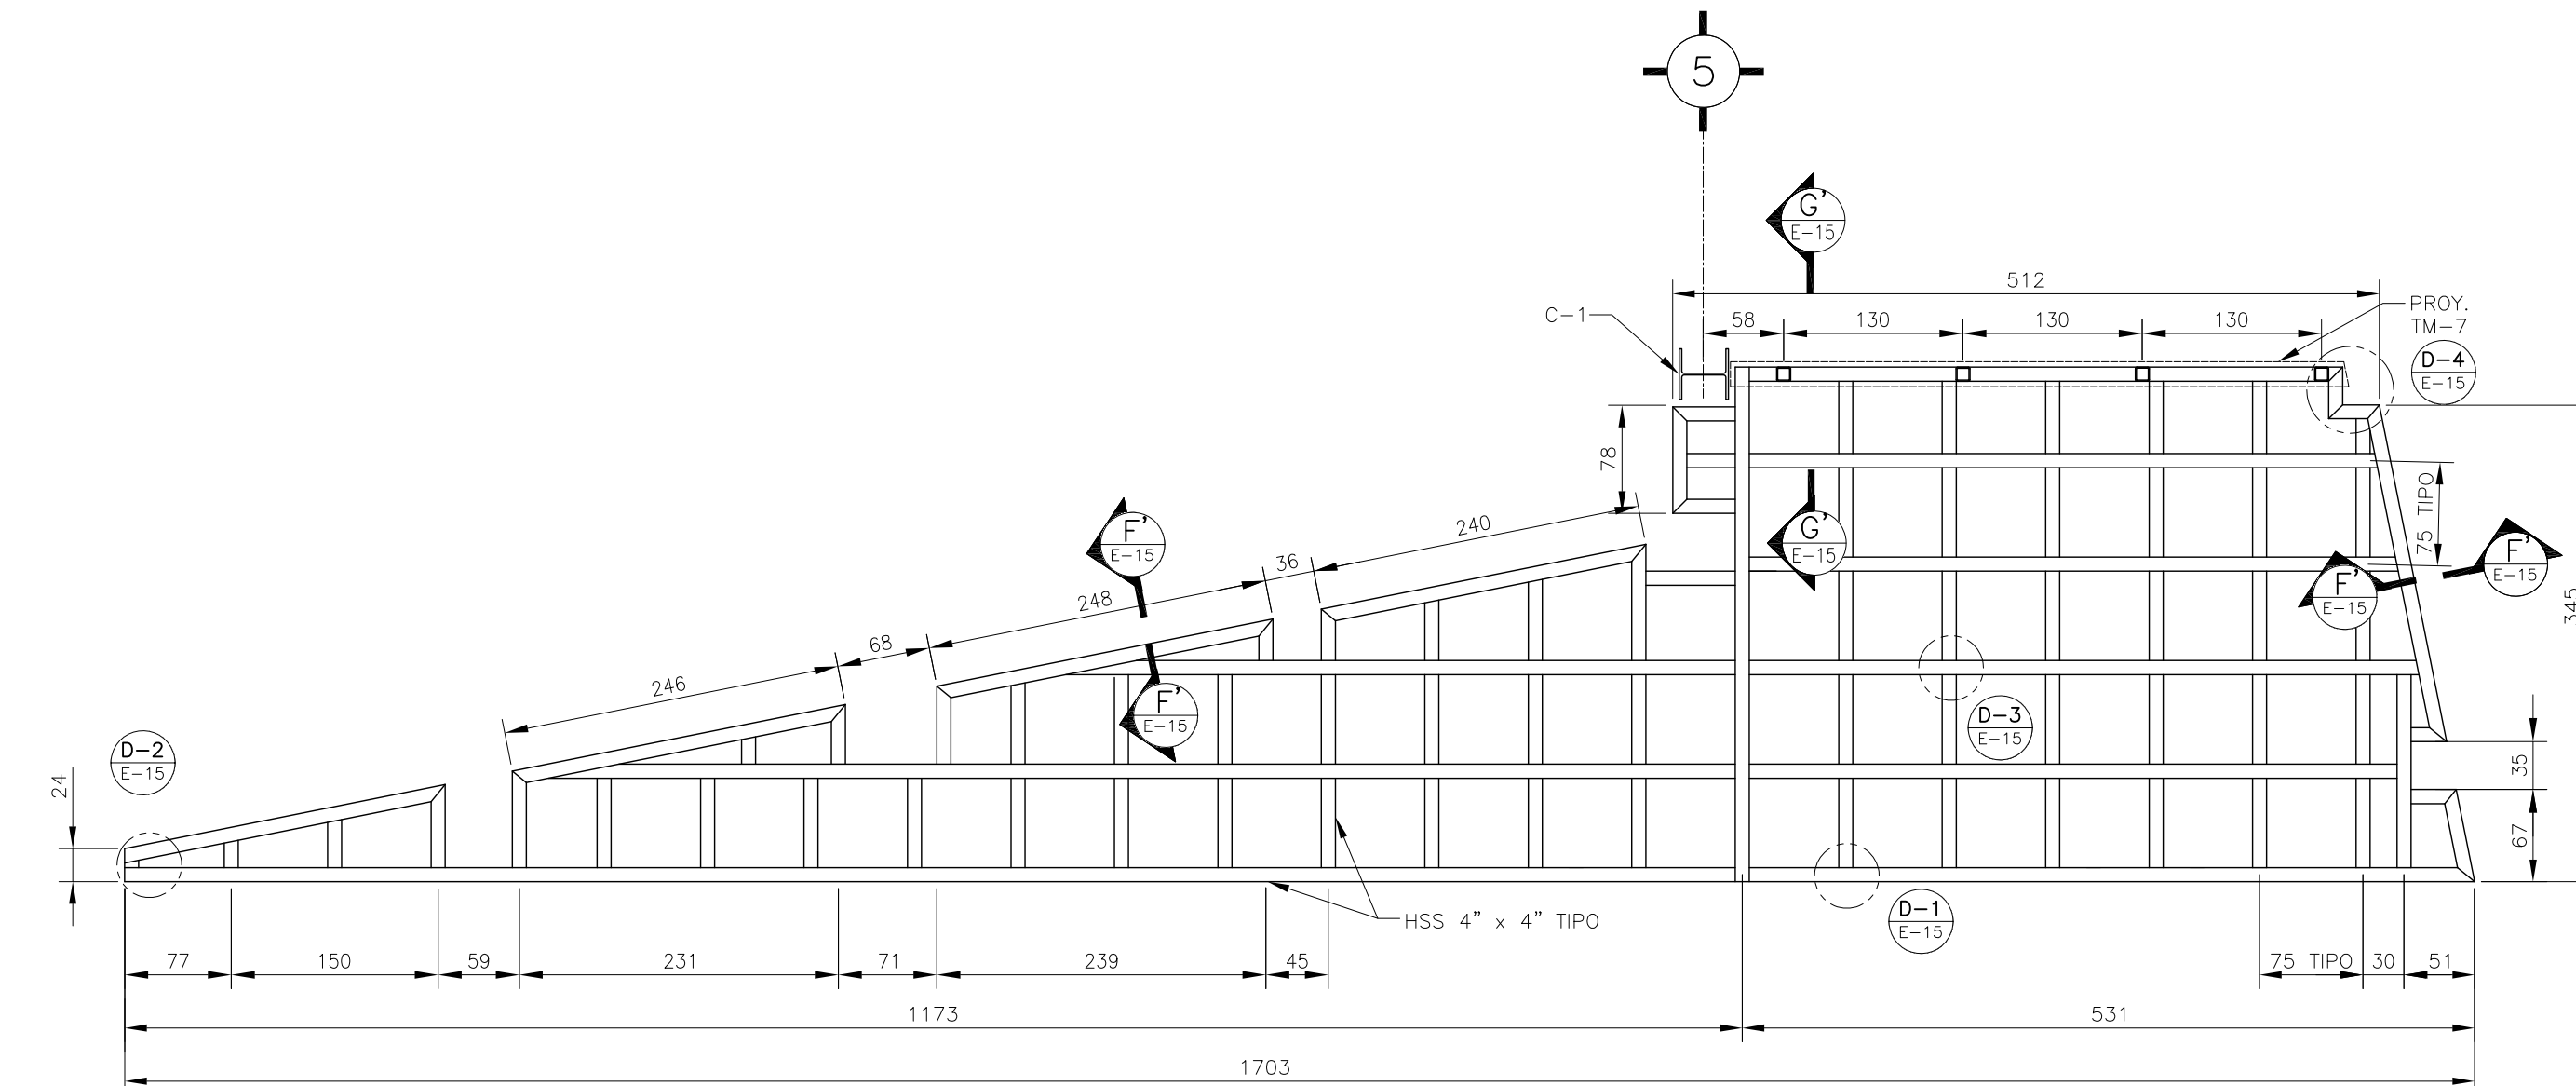 5
G'
E-15
512
PROY.
TM-7
C-1
58
130
130
130
D-4
E-15
78
75 TIPO
G'
E-15
F'
E-15
F'
E-15
F'
E-15
345
240
36
248
68
246
F'
E-15
D-3
E-15
D-2
E-15
24
35
67
HSS 4" x 4" TIPO
D-1
E-15
77
150
59
231
71
239
45
75 TIPO
30
51
1173
531
1703